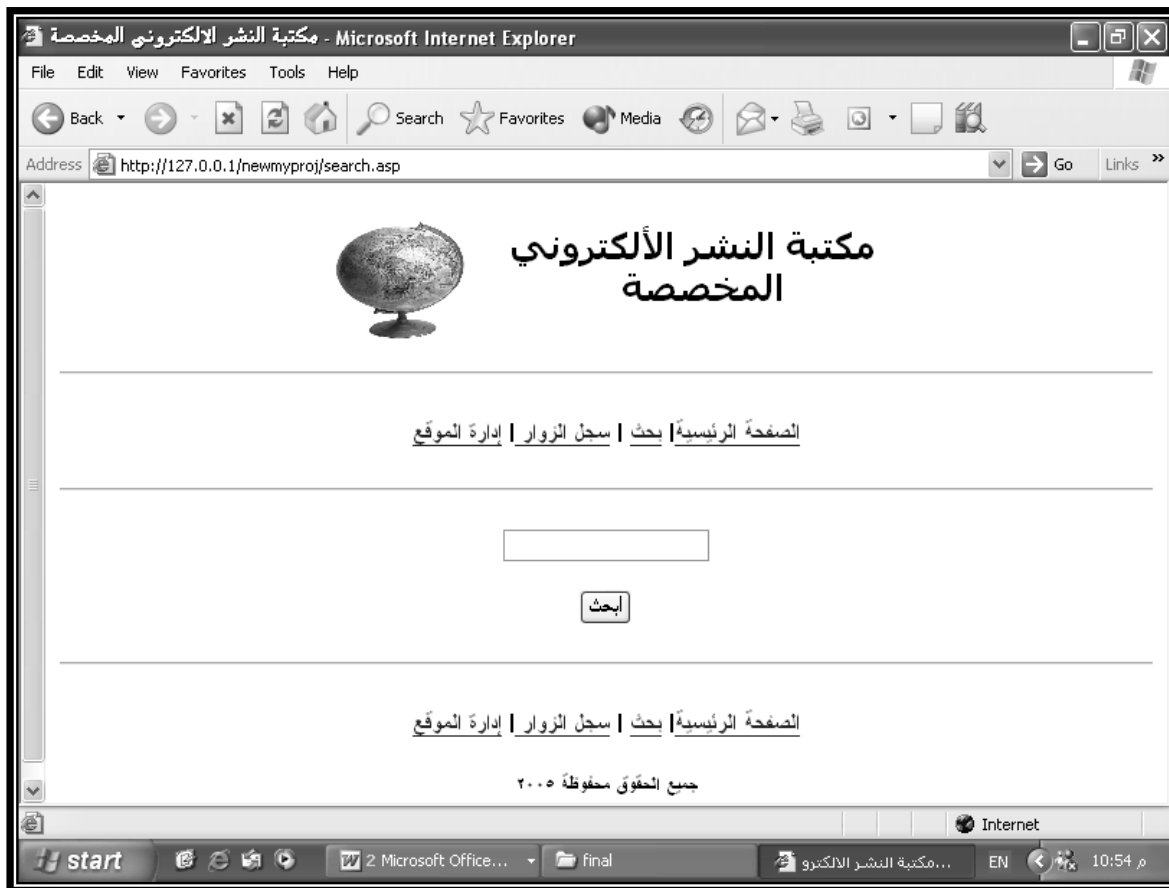 مكتبة النشر الالكتروني المخصصة - Microsoft Internet Explorer
File Edit View Favorites Tools Help
Back Search Favorites Media
Address http://127.0.0.1/newmyproj/search.asp Go Links »
مكتبة النشر الألكتروني
المخصصة
الصفحة الرئيسية| بحث | سجل الزوار | إدارة الموقع
ابحث
الصفحة الرئيسية| بحث | سجل الزوار | إدارة الموقع
جميع الحقوق محفوظة ٢٠٠٥
Internet
start 2 Microsoft Office... final مكتبة النشر الالكترو... EN 10:54 م